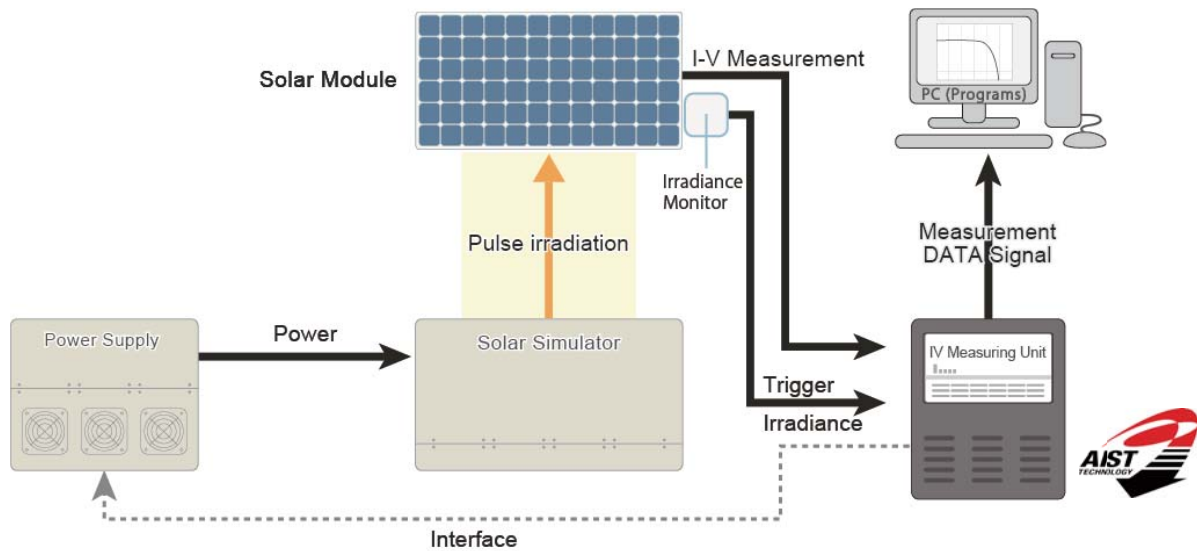 Solar Module
I-V Measurement
PC (Programs)
Irradiance
Monitor
Pulse irradiation
Measurement
DATA Signal
Power Supply
Power
Solar Simulator
IV Measuring Unit
Trigger
Irradiance
AIST
TECHNOLOGY
Interface